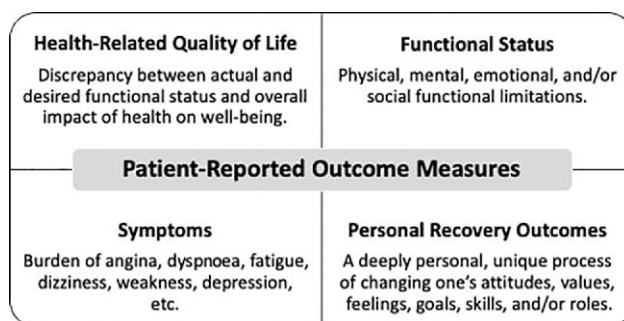 Health-Related Quality of Life
Discrepancy between actual and
desired functional status and overall
impact of health on well-being.
Functional Status
Physical, mental, emotional, and/or
social functional limitations.
Patient-Reported Outcome Measures
Symptoms
Burden of angina, dyspnoea, fatigue,
dizziness, weakness, depression,
etc.
Personal Recovery Outcomes
A deeply personal, unique process
of changing one's attitudes, values,
feelings, goals, skills, and/or roles.